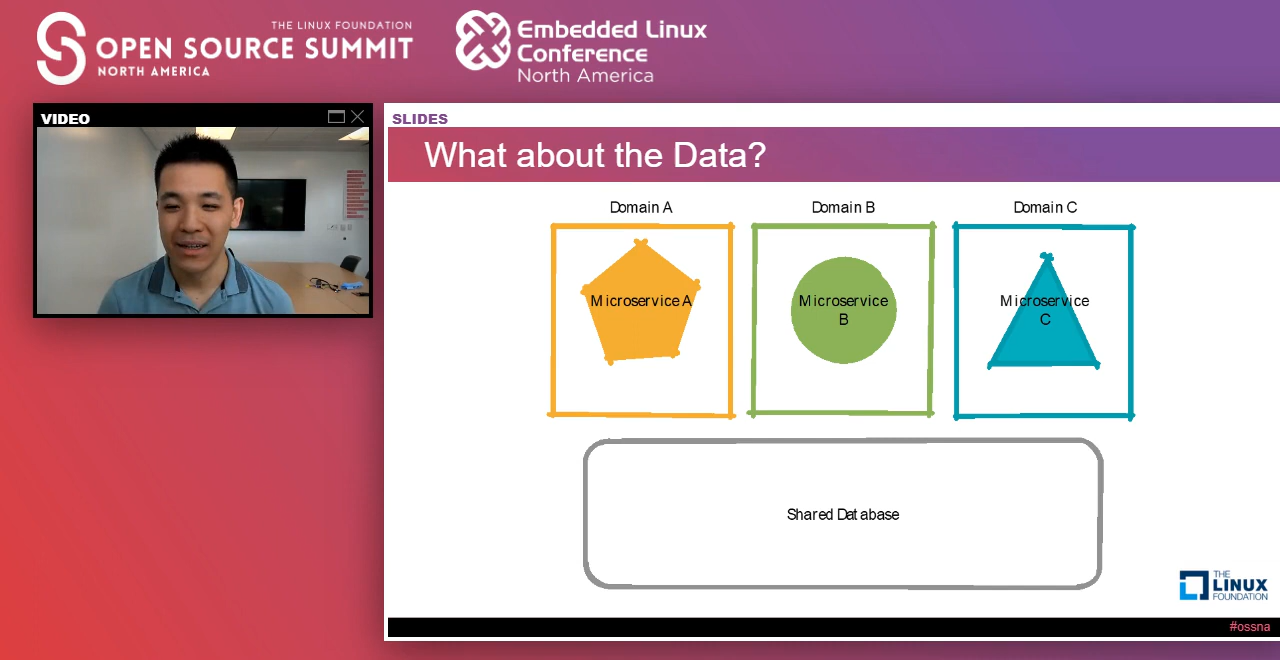 THE LINUX FOUNDATION
OPEN SOURCE SUMMIT
NORTH AMERICA
Embedded Linux
Conference
North America
VIDEO
SLIDES
What about the Data?
Domain A
Domain B
Domain C
Microservice A
Microservice
B
Microservice
C
Shared Database
THE
LINUX
FOUNDATION
#ossna